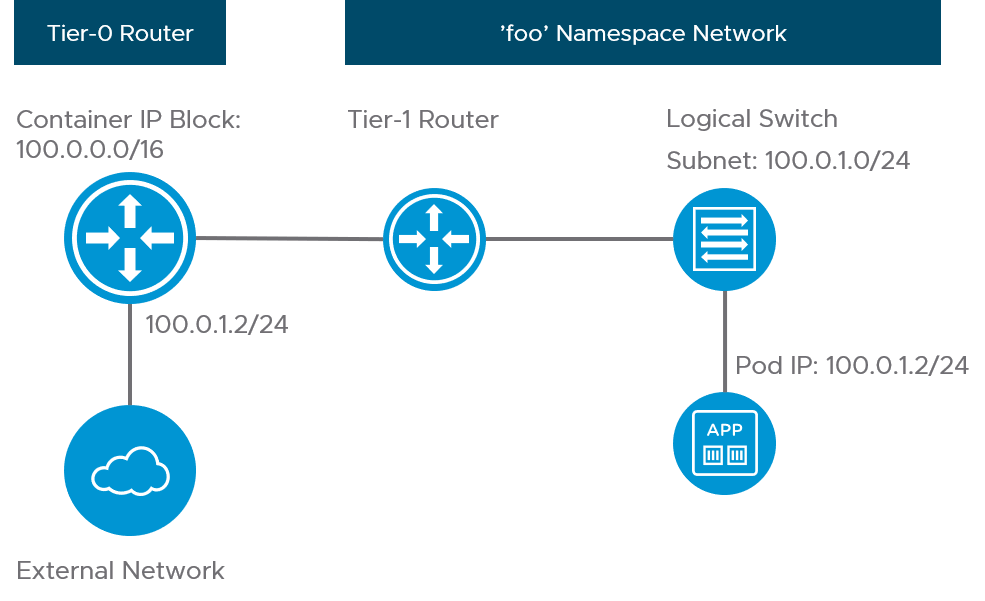 Tier-0 Router
’foo’ Namespace Network
Container IP Block:
100.0.0.0/16
Tier-1 Router
Logical Switch
Subnet: 100.0.1.0/24
100.0.1.2/24
Pod IP: 100.0.1.2/24
APP
External Network